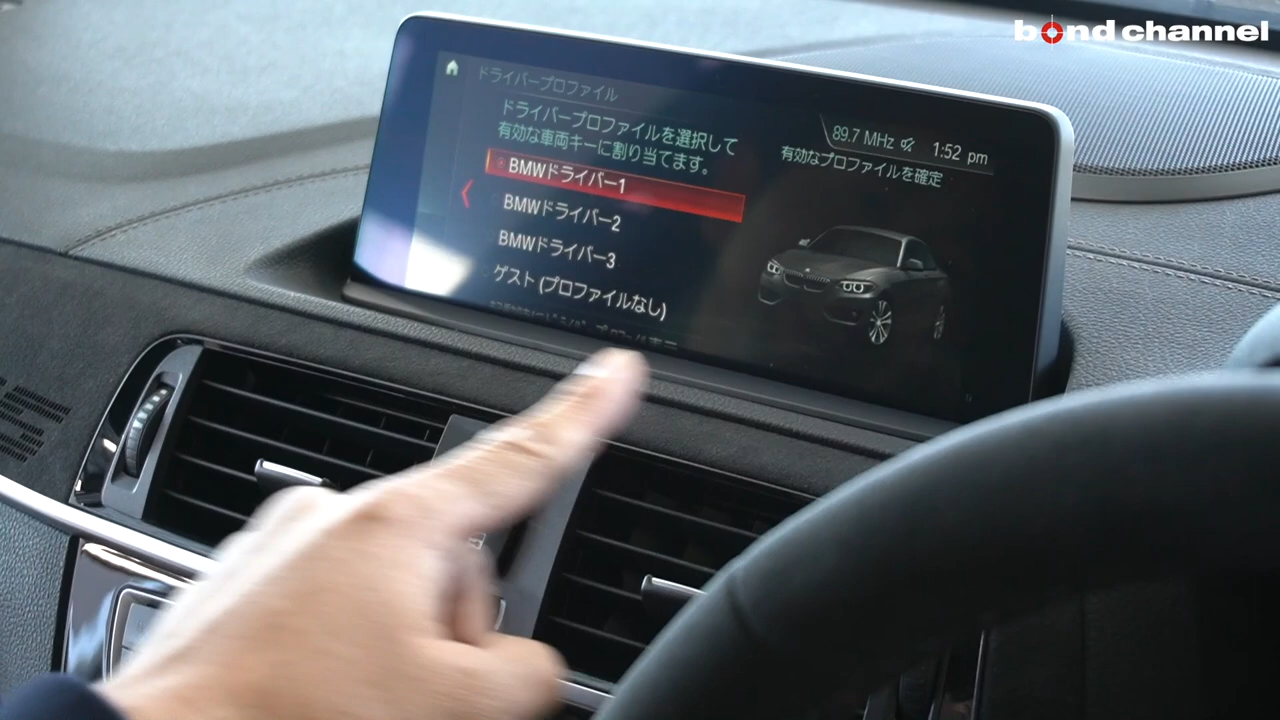 bond channel
ドライバープロファイル
89.7 MHz
1:52 pm
ドライバープロファイルを選択して
有効な車両キーに割り当てます。
有効なプロファイルを確定
BMWドライバー1
BMWドライバー2
BMWドライバー3
ゲスト (プロファイルなし)